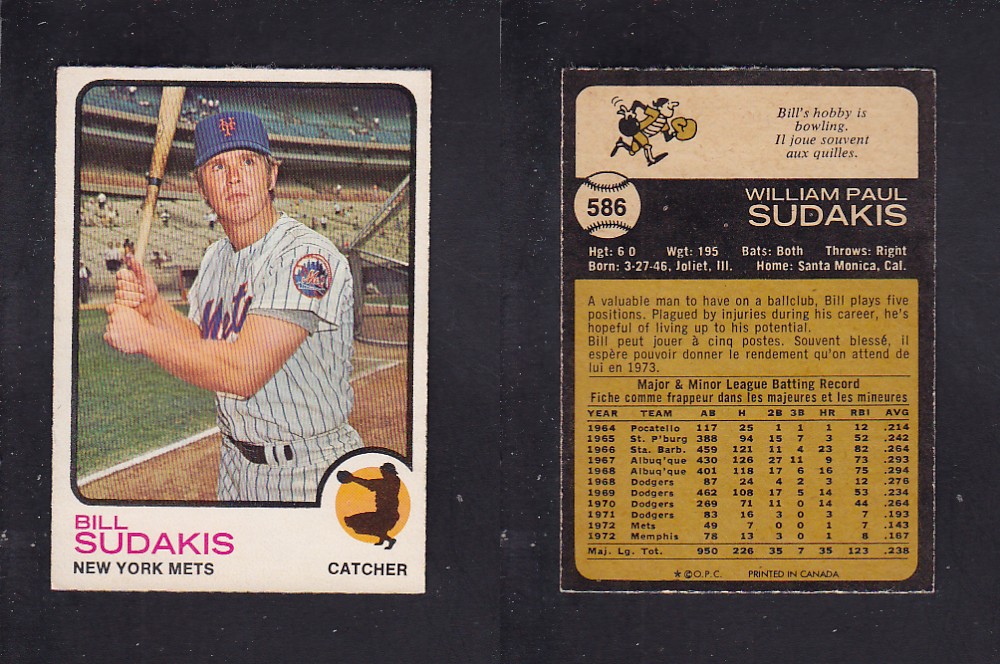 NY
Mets
Mets
BILL
SUDAKIS
NEW YORK METS
CATCHER
Bill's hobby is
bowling.
Il joue souvent
aux quilles.
586
WILLIAM PAUL
SUDAKIS
Hgt: 6 0 Wgt: 195 Bats: Both Throws: Right
Born: 3-27-46, Joliet, Ill. Home: Santa Monica, Cal.
A valuable man to have on a ballclub, Bill plays five
positions. Plagued by injuries during his career, he's
hopeful of living up to his potential.
Bill peut jouer à cinq postes. Souvent blessé, il
espère pouvoir donner le rendement qu'on attend de
lui en 1973.
Major & Minor League Batting Record
Fiche comme frappeur dans les majeures et les mineures
YEAR TEAM AB H 2B 3B HR RBI AVG
1964 Pocatello 117 25 1 1 1 12 .214
1965 St. P'burg 388 94 15 7 3 52 .242
1966 Sta. Barb. 459 121 11 4 23 82 .264
1967 Albuq'que 430 126 27 11 9 73 .293
1968 Albuq'que 401 118 17 6 16 75 .294
1968 Dodgers 87 24 4 2 3 12 .276
1969 Dodgers 462 108 17 5 14 53 .234
1970 Dodgers 269 71 11 0 14 44 .264
1971 Dodgers 83 16 3 0 3 7 .193
1972 Mets 49 7 0 0 1 7 .143
1972 Memphis 78 13 3 0 1 8 .167
Maj. Lg. Tot. 950 226 35 7 35 123 .238
★ © O.P.C. PRINTED IN CANADA